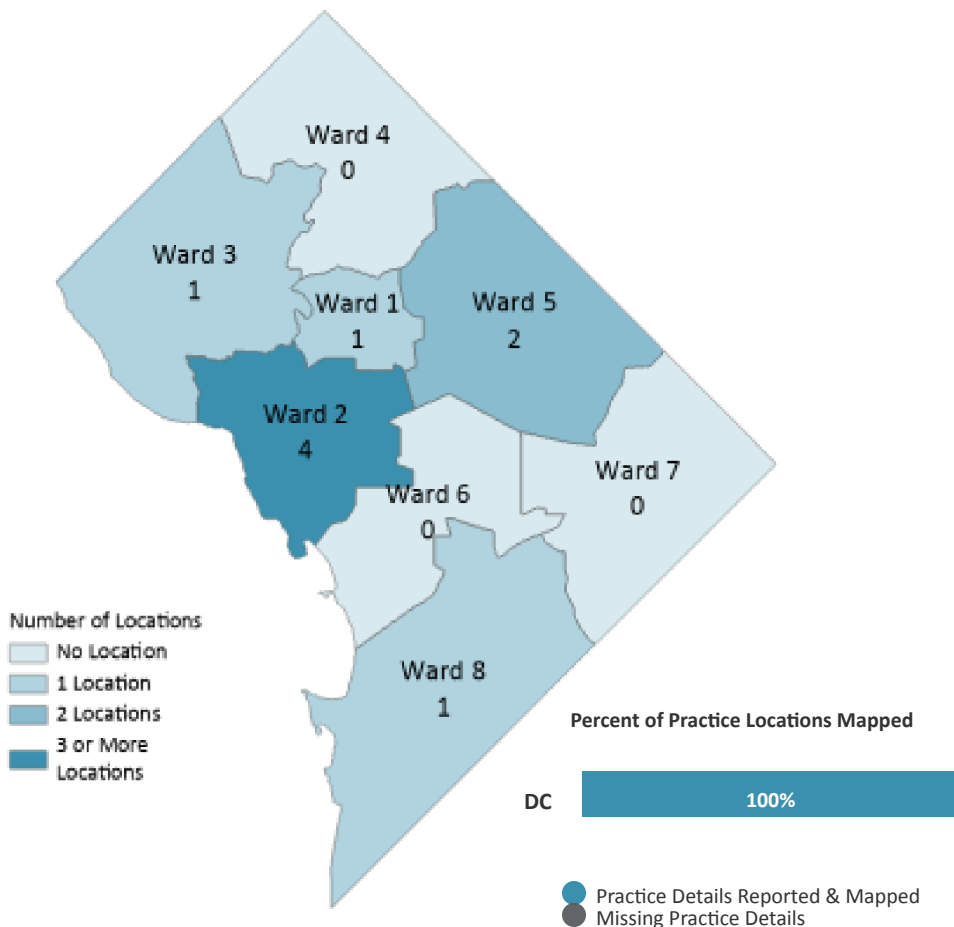 Ward 4
0
Ward 3
1
Ward 1
1
Ward 5
2
Ward 2
4
Ward 7
0
Ward 6
0
Ward 8
1
Number of Locations
No Location
1 Location
2 Locations
3 or More
Locations
Percent of Practice Locations Mapped
DC
100%
Practice Details Reported & Mapped
Missing Practice Details